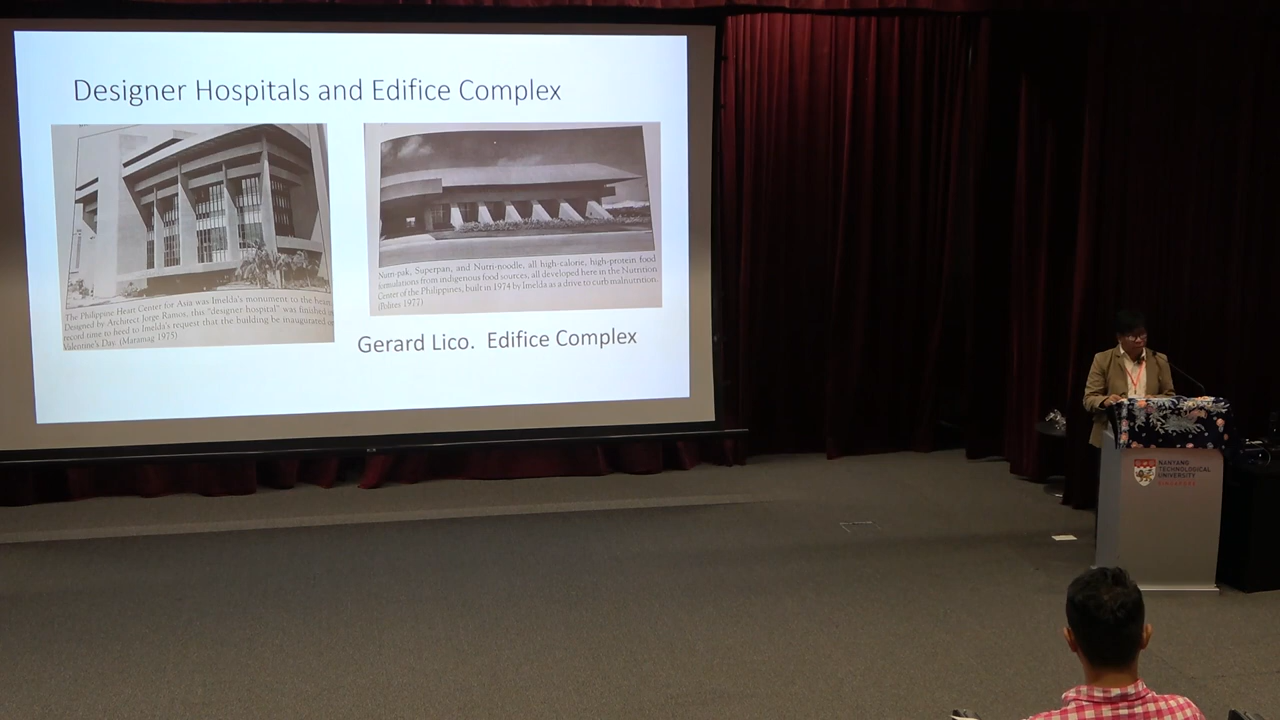 Designer Hospitals and Edifice Complex
The Philippine Heart Center for Asia was Imelda's monument to the heart.
Designed by Architect Jorge Ramos, this "designer hospital" was finished in
record time to heed to Imelda's request that the building be inaugurated on
Valentine's Day. (Maramag 1975)
Nutri-pak, Superpan, and Nutri-noodle, all high-calorie, high-protein food
formulations from indigenous food sources, all developed here in the Nutrition
Center of the Philippines, built in 1974 by Imelda as a drive to curb malnutrition.
(Polites 1977)
Gerard Lico. Edifice Complex
NANYANG
TECHNOLOGICAL
UNIVERSITY
SINGAPORE